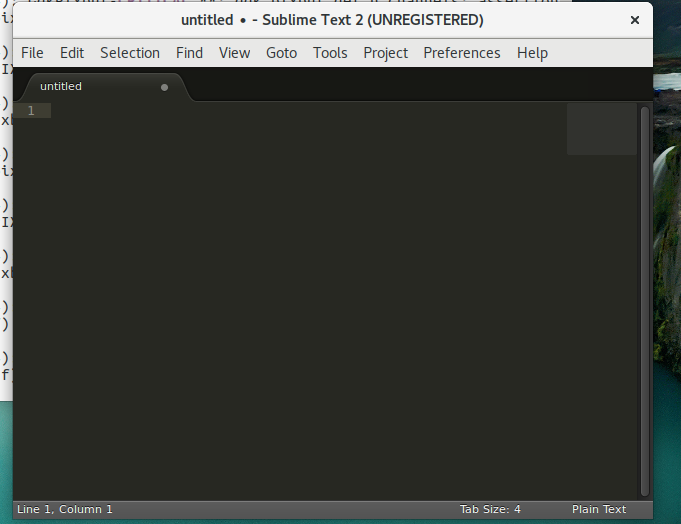 untitled • - Sublime Text 2 (UNREGISTERED)
File Edit Selection Find View Goto Tools Project Preferences Help
untitled
1
Line 1, Column 1 Tab Size: 4 Plain Text